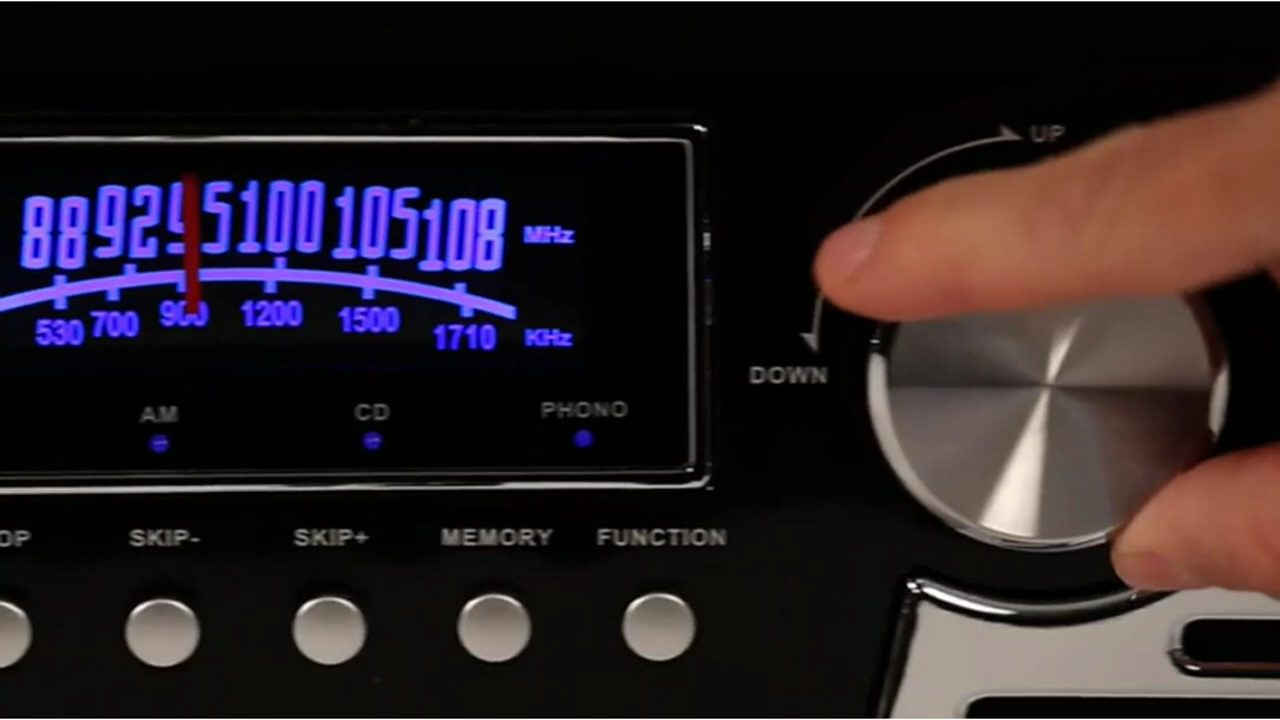 88 92 95 100 105 108 MHz
530 700 900 1200 1500 1710 KHz
UP
DOWN
AM CD PHONO
OP SKIP- SKIP+ MEMORY FUNCTION